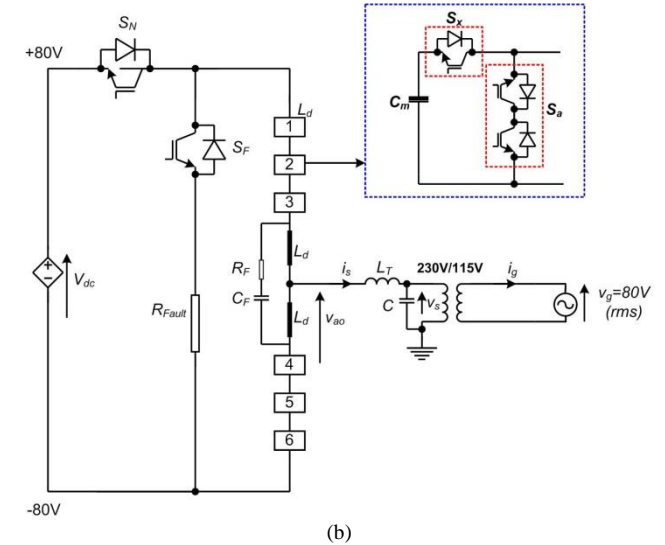 S_N
+80V
S_x
C_m
S_a
L_d
1
2
3
S_F
R_F
C_F
L_d
L_d
V_dc
R_Fault
i_s
L_T
230V/115V
i_g
C
v_s
v_ao
v_g=80V
(rms)
4
5
6
-80V
(b)